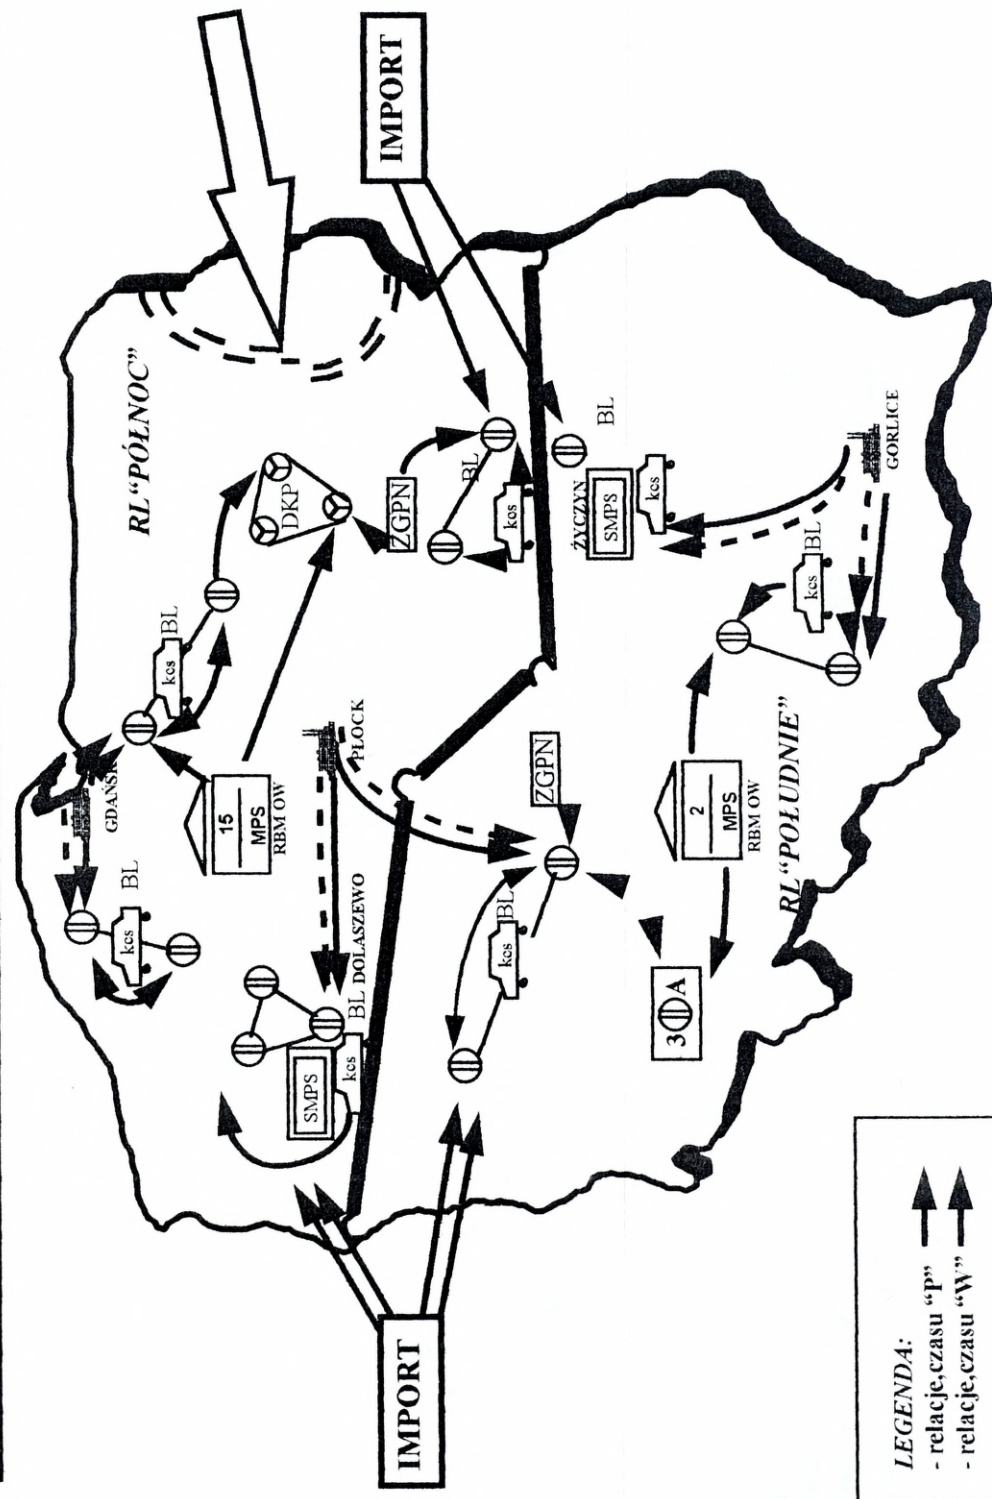 IMPORT
RL“PÓŁNOC”
DKP
BL
kcs
GDAŃSK
BL
kcs
15
MPS
RBM OW
PŁOCK
ZGPN
BL
kcs
IMPORT
BL
ŻYCZYN
SMPS
kcs
GORLICE
BL
kcs
ZGPN
BL
kcs
BL DOLASZEWO
SMPS
kcs
2
MPS
RBM OW
RL“POŁUDNIE”
3 A
LEGENDA:
- relacje,czasu “P”
- relacje,czasu “W”